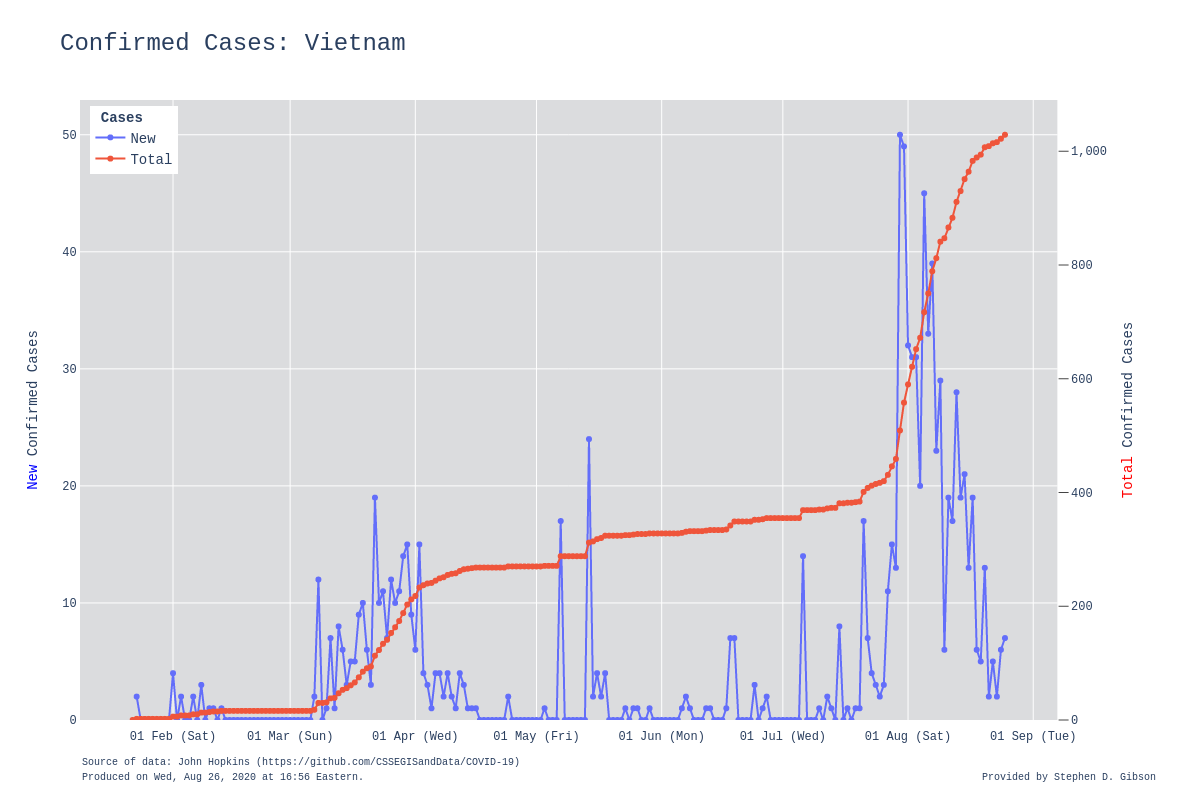 Confirmed Cases: Vietnam
Cases
New
Total
50
40
30
20
10
0
1,000
800
600
400
200
0
New Confirmed Cases
Total Confirmed Cases
01 Feb (Sat)
01 Mar (Sun)
01 Apr (Wed)
01 May (Fri)
01 Jun (Mon)
01 Jul (Wed)
01 Aug (Sat)
01 Sep (Tue)
Source of data: John Hopkins (https://github.com/CSSEGISandData/COVID-19)
Produced on Wed, Aug 26, 2020 at 16:56 Eastern.
Provided by Stephen D. Gibson